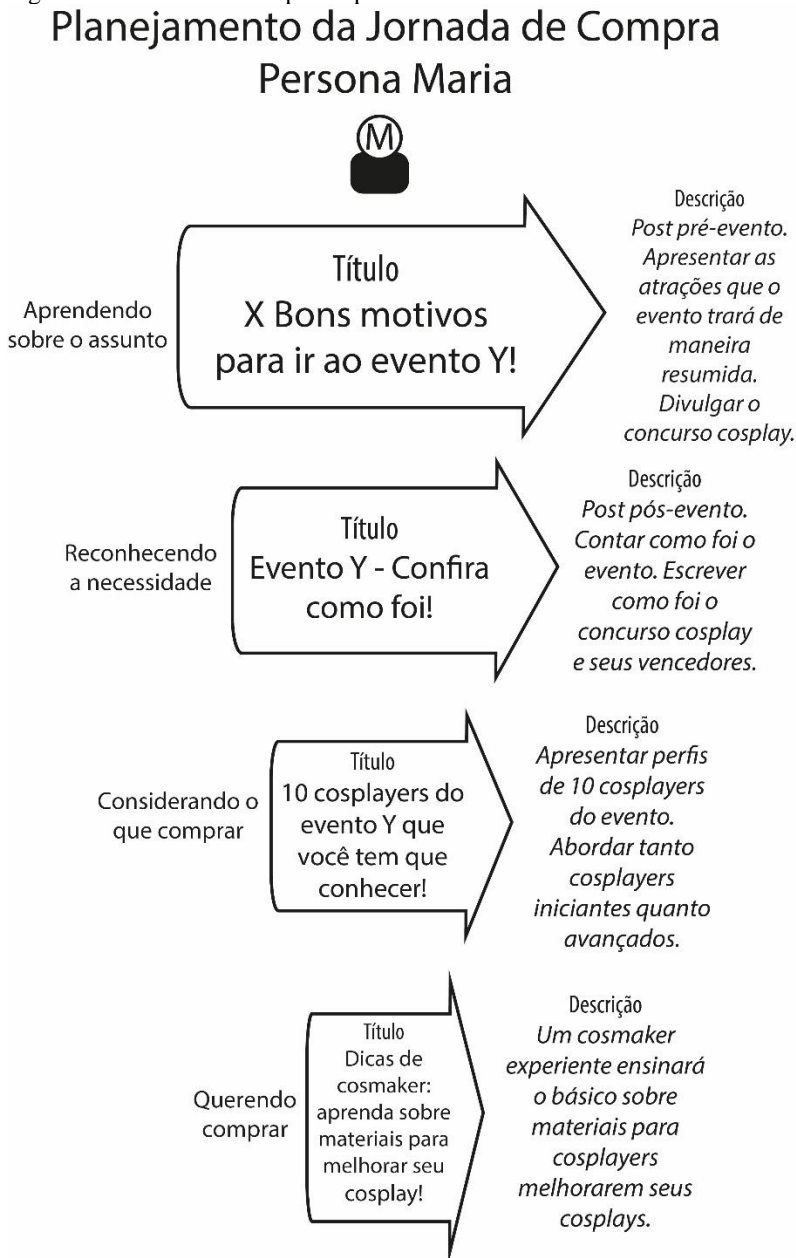 Planejamento da Jornada de Compra
Persona Maria
M
Aprendendo
sobre o assunto
Título
X Bons motivos
para ir ao evento Y!
Descrição
Post pré-evento.
Apresentar as
atrações que o
evento trará de
maneira
resumida.
Divulgar o
concurso cosplay.
Reconhecendo
a necessidade
Título
Evento Y - Confira
como foi!
Descrição
Post pós-evento.
Contar como foi o
evento. Escrever
como foi o
concurso cosplay
e seus vencedores.
Considerando o
que comprar
Título
10 cosplayers do
evento Y que
você tem que
conhecer!
Descrição
Apresentar perfis
de 10 cosplayers
do evento.
Abordar tanto
cosplayers
iniciantes quanto
avançados.
Querendo
comprar
Título
Dicas de
cosmaker:
aprenda sobre
materiais para
melhorar seu
cosplay!
Descrição
Um cosmaker
experiente ensinará
o básico sobre
materiais para
cosplayers
melhorarem seus
cosplays.